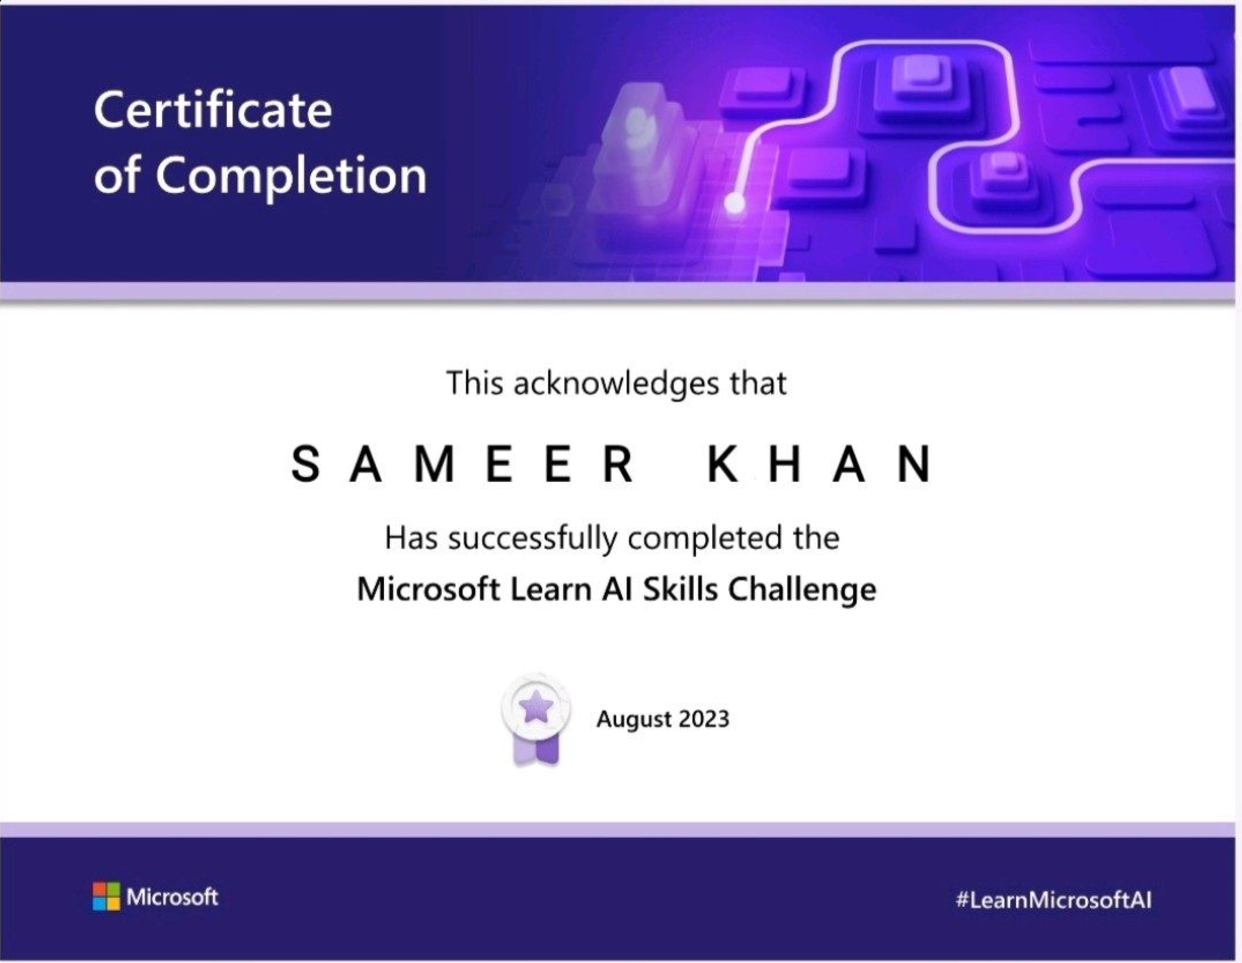 Certificate
of Completion
This acknowledges that
SAMEER KHAN
Has successfully completed the
Microsoft Learn AI Skills Challenge
August 2023
Microsoft
#LearnMicrosoftAI